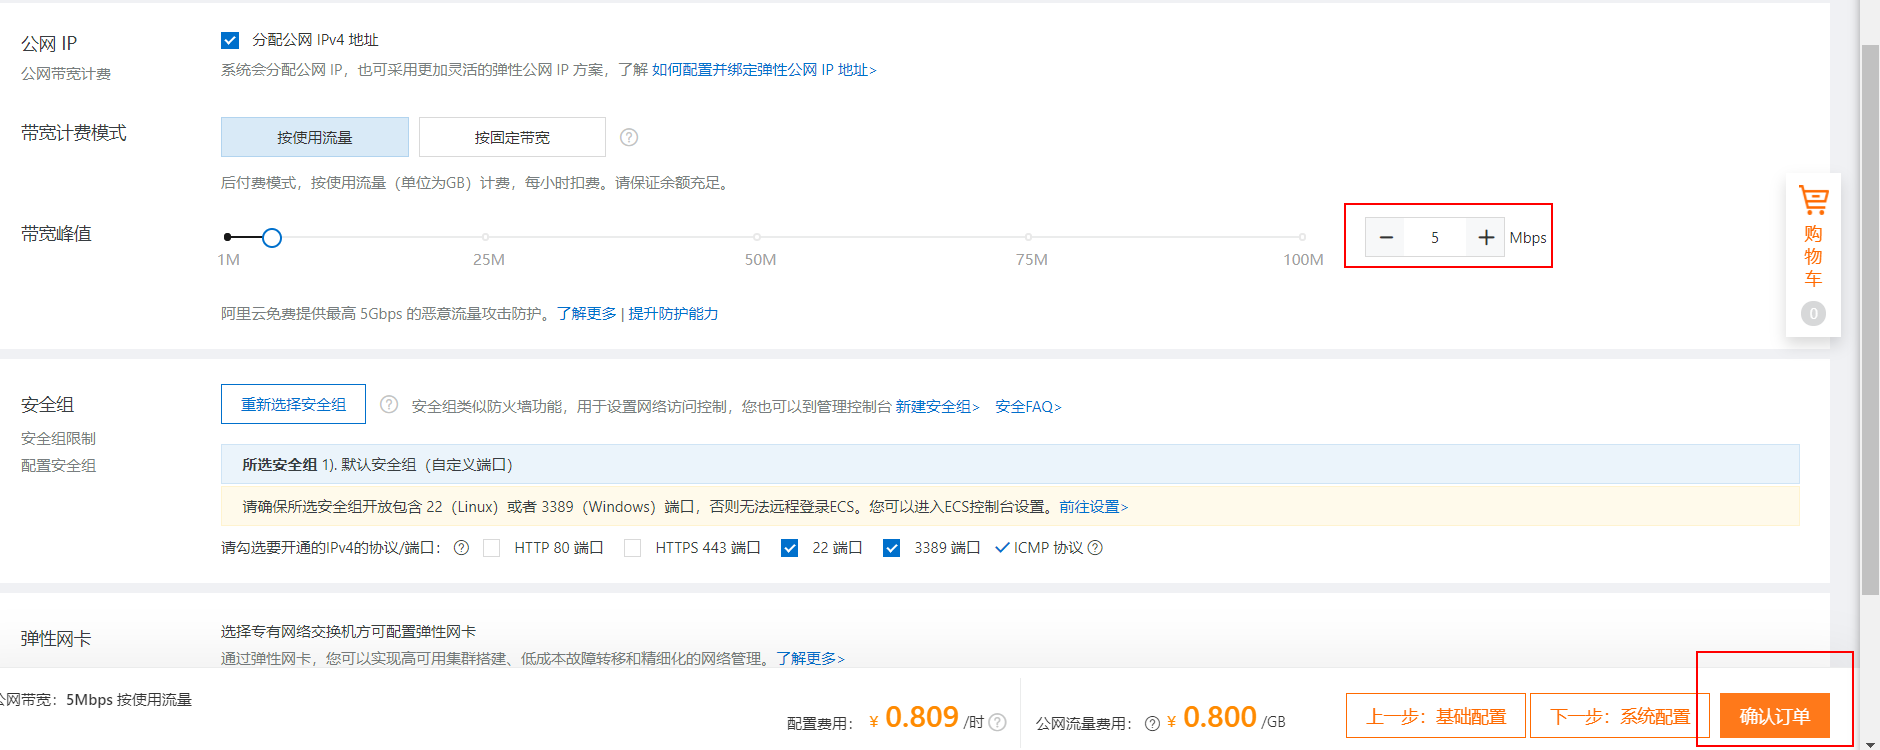 公网 IP
分配公网 IPv4 地址
公网带宽计费
系统会分配公网 IP，也可采用更加灵活的弹性公网 IP 方案，了解 如何配置并绑定弹性公网 IP 地址>
带宽计费模式
按使用流量
按固定带宽
?
后付费模式，按使用流量（单位为GB）计费，每小时扣费。请保证余额充足。
带宽峰值
1M
25M
50M
75M
100M
− 5 + Mbps
阿里云免费提供最高 5Gbps 的恶意流量攻击防护。了解更多 | 提升防护能力
购
物
车
0
安全组
重新选择安全组
? 安全组类似防火墙功能，用于设置网络访问控制，您也可以到管理控制台 新建安全组> 安全FAQ>
安全组限制
配置安全组
所选安全组 1). 默认安全组（自定义端口）
请确保所选安全组开放包含 22（Linux）或者 3389（Windows）端口，否则无法远程登录ECS。您可以进入ECS控制台设置。前往设置>
请勾选要开通的IPv4的协议/端口： ? HTTP 80 端口 HTTPS 443 端口 22 端口 3389 端口 ICMP 协议 ?
弹性网卡
选择专有网络交换机方可配置弹性网卡
通过弹性网卡，您可以实现高可用集群搭建、低成本故障转移和精细化的网络管理。了解更多>
公网带宽：5Mbps 按使用流量
配置费用： ¥ 0.809 /时 ?
公网流量费用： ? ¥ 0.800 /GB
上一步：基础配置
下一步：系统配置
确认订单